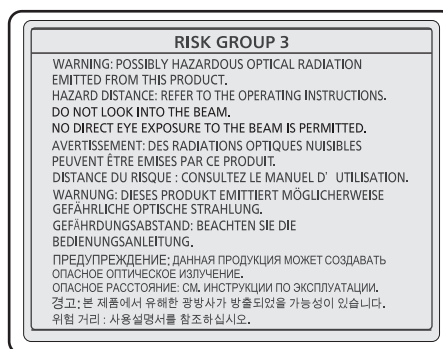 RISK GROUP 3
WARNING: POSSIBLY HAZARDOUS OPTICAL RADIATION
EMITTED FROM THIS PRODUCT.
HAZARD DISTANCE: REFER TO THE OPERATING INSTRUCTIONS.
DO NOT LOOK INTO THE BEAM.
NO DIRECT EYE EXPOSURE TO THE BEAM IS PERMITTED.
AVERTISSEMENT: DES RADIATIONS OPTIQUES NUISIBLES
PEUVENT ÊTRE EMISES PAR CE PRODUIT.
DISTANCE DU RISQUE : CONSULTEZ LE MANUEL D' UTILISATION.
WARNUNG: DIESES PRODUKT EMITTIERT MÖGLICHERWEISE
GEFÄHRLICHE OPTISCHE STRAHLUNG.
GEFÄHRDUNGSABSTAND: BEACHTEN SIE DIE
BEDIENUNGSANLEITUNG.
ПРЕДУПРЕЖДЕНИЕ: ДАННАЯ ПРОДУКЦИЯ МОЖЕТ СОЗДАВАТЬ
ОПАСНОЕ ОПТИЧЕСКОЕ ИЗЛУЧЕНИЕ.
ОПАСНОЕ РАССТОЯНИЕ: СМ. ИНСТРУКЦИИ ПО ЭКСПЛУАТАЦИИ.
경고: 본 제품에서 유해한 광방사가 방출되었을 가능성이 있습니다.
위험 거리 : 사용설명서를 참조하십시오.